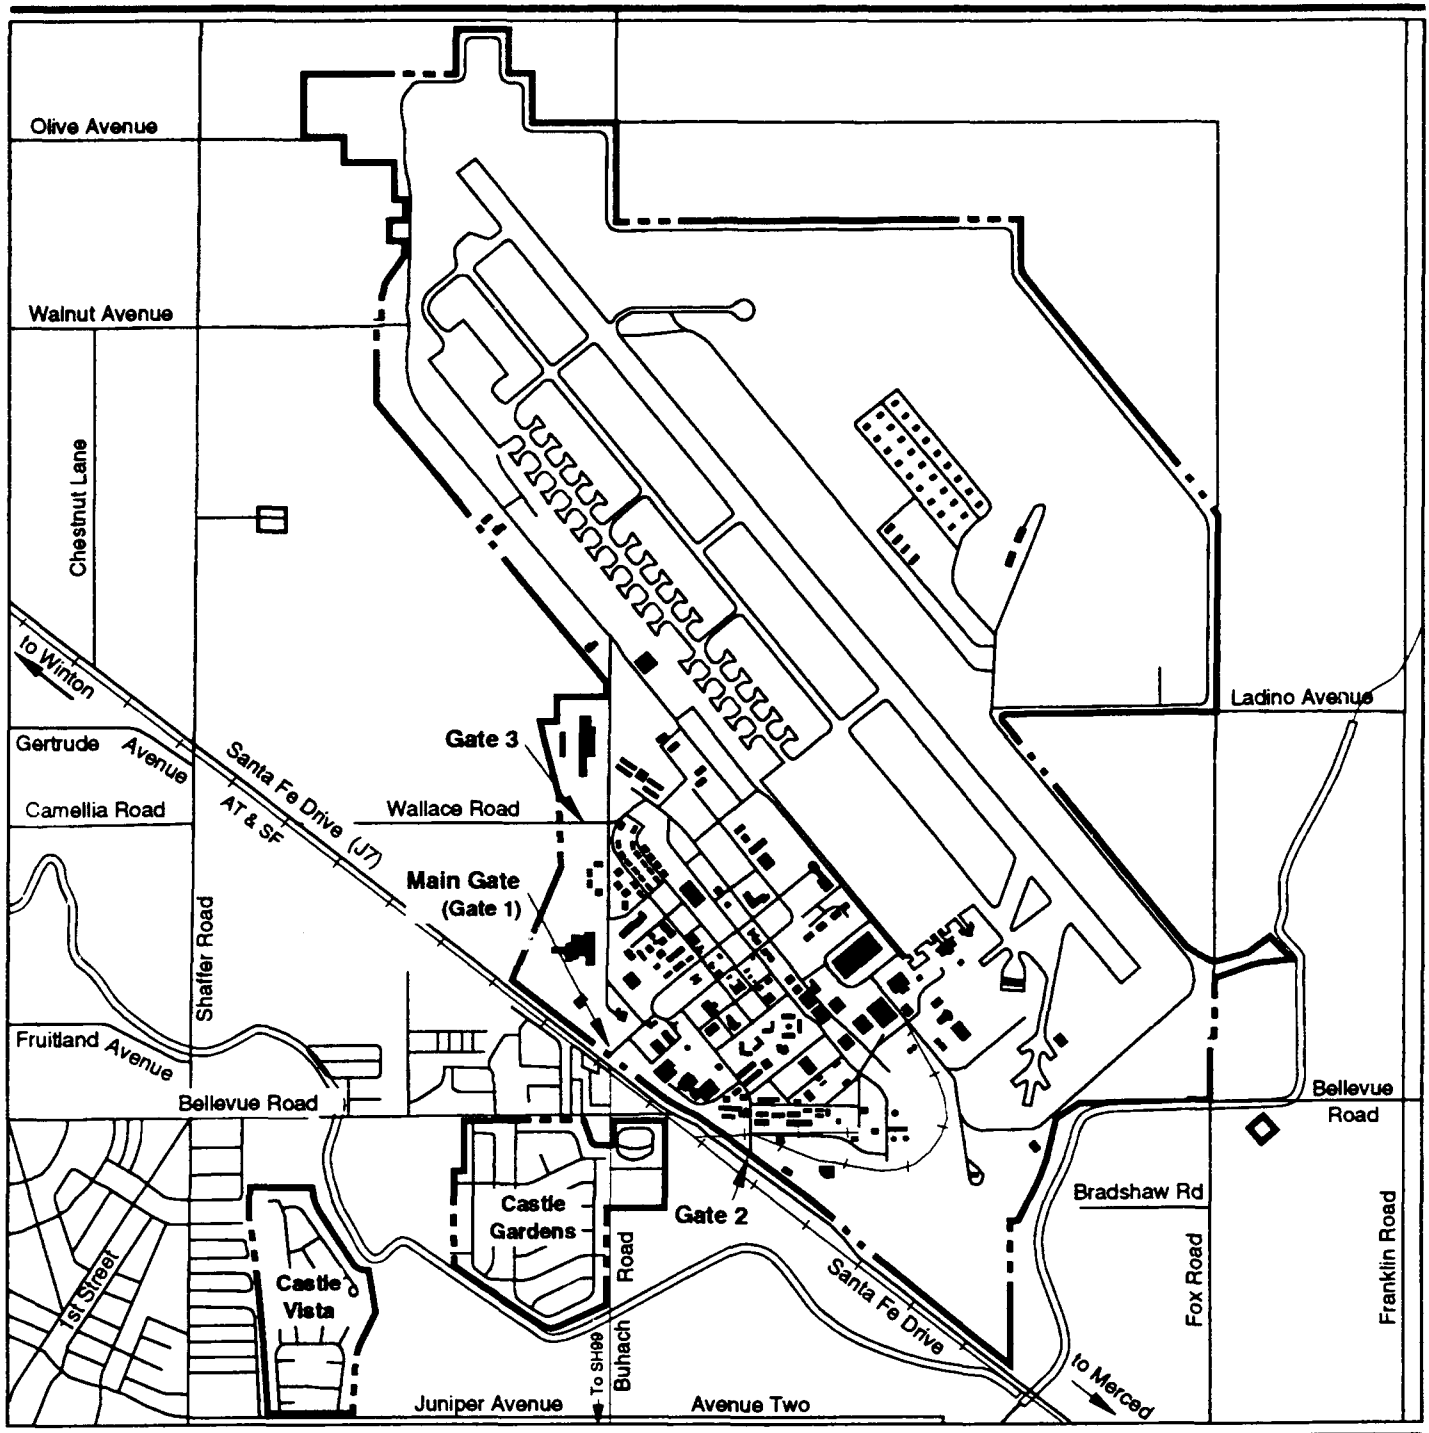 Olive Avenue
Walnut Avenue
Chestnut Lane
to Winton
Ladino Avenue
Gertrude Avenue
Santa Fe Drive (J7)
AT & SF
Gate 3
Camellia Road
Wallace Road
Main Gate
(Gate 1)
Shaffer Road
Fruitland Avenue
Bellevue Road
Bellevue
Road
Bradshaw Rd
Castle
Gardens
Gate 2
1st Street
Castle
Vista
Buhach Road
To SH99
Santa Fe Drive
Fox Road
Franklin Road
to Merced
Juniper Avenue
Avenue Two